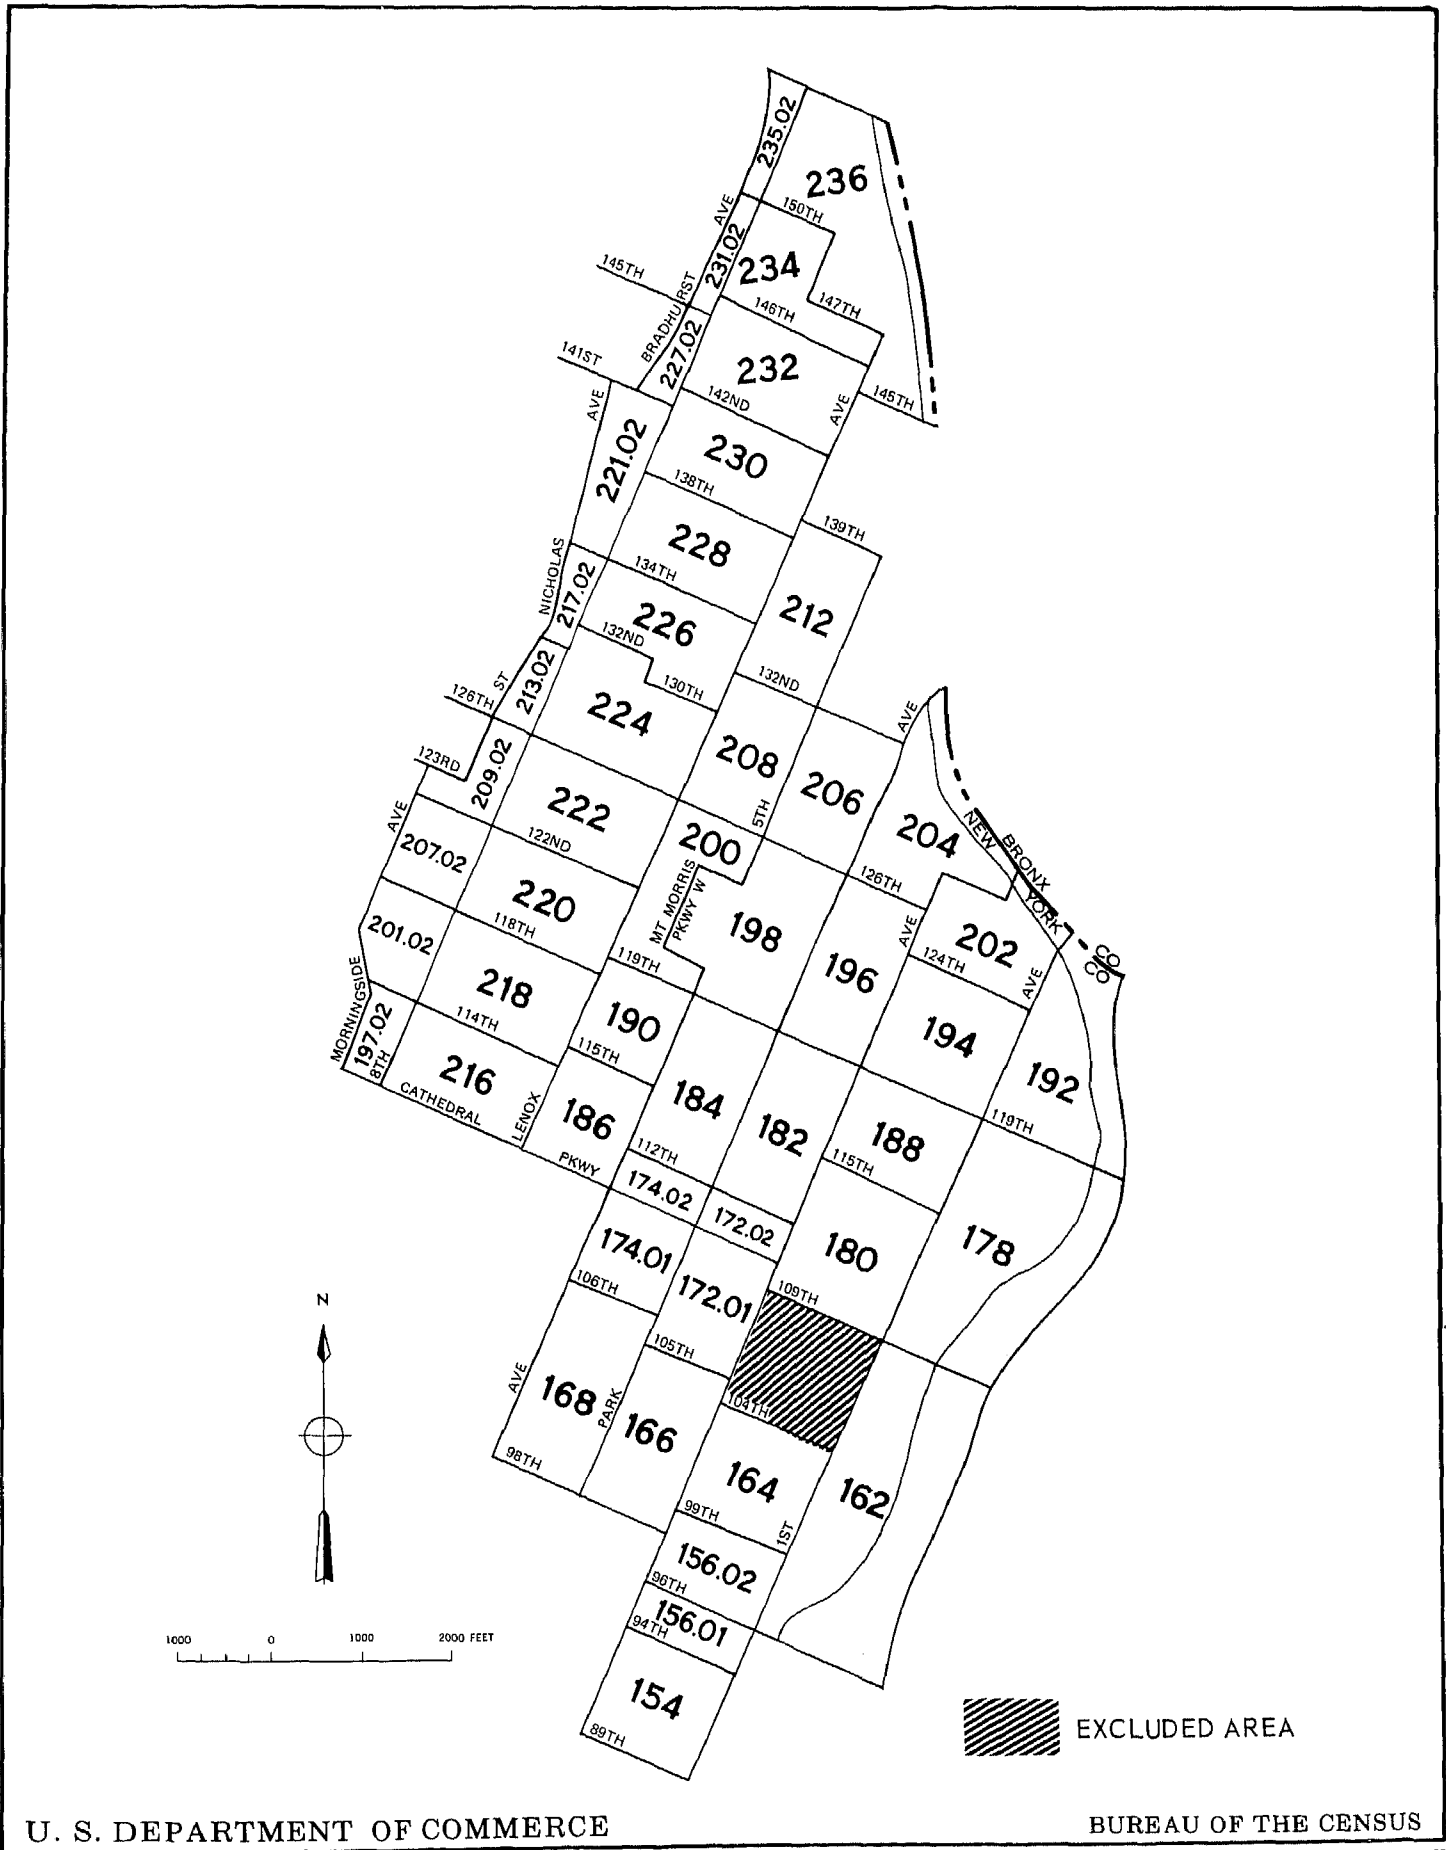 235.02
236
150TH
AVE
231.02
234
145TH
BRADHURST
146TH
147TH
227.02
232
141ST
142ND
AVE
145TH
AVE
221.02
230
138TH
139TH
228
NICHOLAS
134TH
217.02
212
226
132ND
132ND
ST
213.02
130TH
126TH
224
AVE
208
123RD
209.02
206
222
5TH
204
NEW
BRONX
AVE
122ND
200
207.02
126TH
YORK
MT MORRIS
PKWY W
220
198
AVE
202
118TH
201.02
119TH
124TH
196
AVE
CO
CO
MORNINGSIDE
218
190
194
114TH
197.02
8TH
115TH
192
216
184
CATHEDRAL
LENOX
186
182
188
119TH
112TH
115TH
PKWY
174.02
172.02
174.01
180
178
106TH
172.01
109TH
N
105TH
AVE
168
PARK
104TH
166
98TH
164
162
99TH
1ST
156.02
96TH
156.01
94TH
1000 0 1000 2000 FEET
154
89TH
EXCLUDED AREA
U. S. DEPARTMENT OF COMMERCE
BUREAU OF THE CENSUS